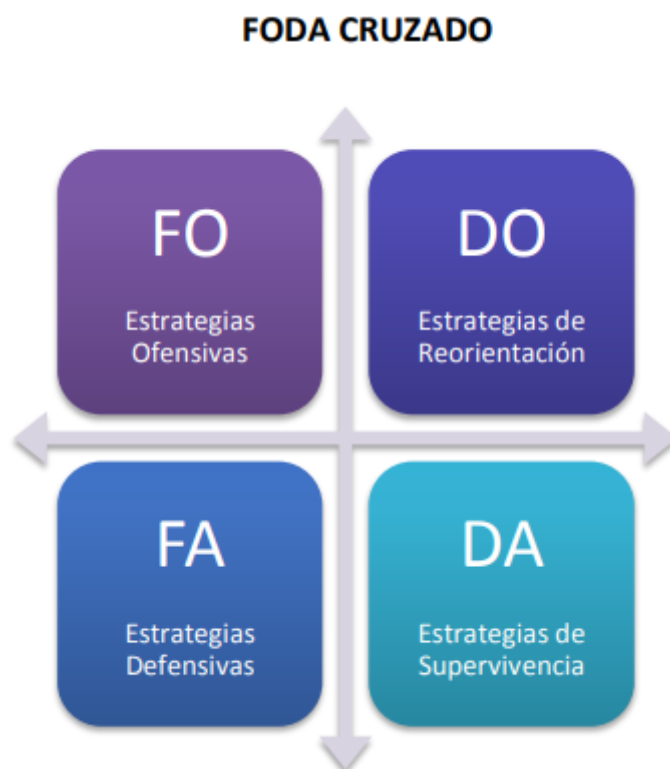 FODA CRUZADO
FO
Estrategias
Ofensivas
DO
Estrategias de
Reorientación
FA
Estrategias
Defensivas
DA
Estrategias de
Supervivencia